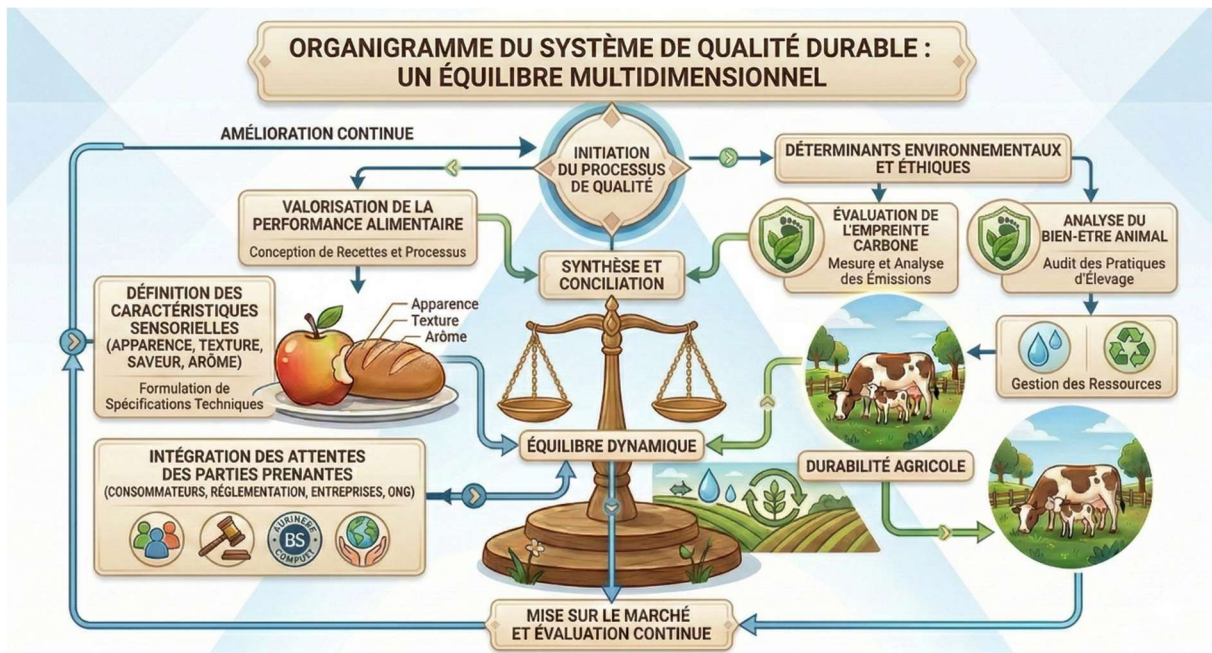 ORGANIGRAMME DU SYSTÈME DE QUALITÉ DURABLE :
UN ÉQUILIBRE MULTIDIMENSIONNEL
AMÉLIORATION CONTINUE
INITIATION
DU PROCESSUS
DE QUALITÉ
DÉTERMINANTS ENVIRONNEMENTAUX
ET ÉTHIQUES
VALORISATION DE LA
PERFORMANCE ALIMENTAIRE
Conception de Recettes et Processus
SYNTHÈSE ET
CONCILIATION
ÉVALUATION DE
L'EMPREINTE
CARBONE
Mesure et Analyse
des Émissions
ANALYSE DU
BIEN-ETRE ANIMAL
Audit des Pratiques
d'Élevage
DÉFINITION DES
CARACTÉRISTIQUES
SENSORIELLES
(APPARENCE, TEXTURE,
SAVEUR, ARÔME)
Formulation de
Spécifications Techniques
Apparence
Texture
Arôme
Gestion des Ressources
ÉQUILIBRE DYNAMIQUE
DURABILITÉ AGRICOLE
INTÉGRATION DES ATTENTES
DES PARTIES PRENANTES
(CONSOMMATEURS, RÉGLEMENTATION, ENTREPRISES, ONG)
BS
MISE SUR LE MARCHÉ
ET ÉVALUATION CONTINUE